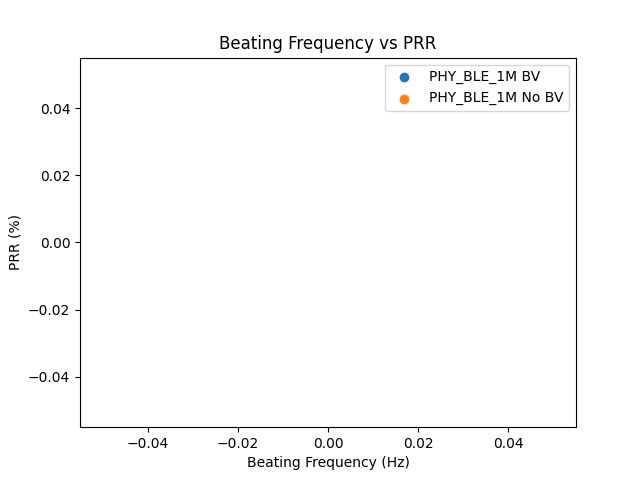 Beating Frequency vs PRR
PHY_BLE_1M BV
PHY_BLE_1M No BV
0.04
0.02
0.00
−0.02
−0.04
PRR (%)
−0.04
−0.02
0.00
0.02
0.04
Beating Frequency (Hz)